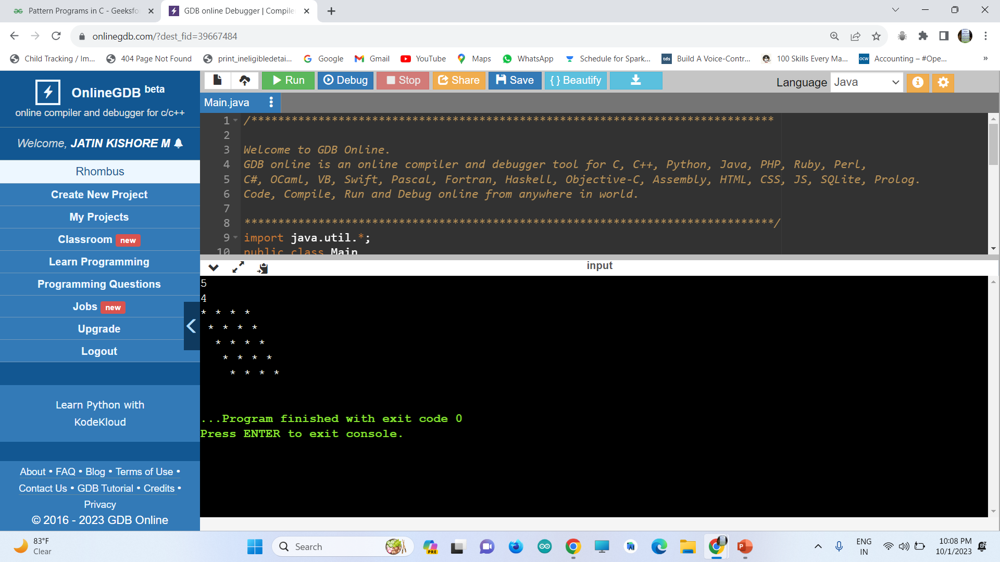 Pattern Programs in C - Geeksfo
GDB online Debugger | Compile
onlinegdb.com/?dest_fid=39667484
Child Tracking / Im...
404 Page Not Found
print_ineligibledetai...
Google
Gmail
YouTube
Maps
WhatsApp
Schedule for Spark...
tds
Build A Voice-Contr...
100 Skills Every Ma...
OCW
Accounting – #Ope...
»
OnlineGDB beta
online compiler and debugger for c/c++
Welcome, JATIN KISHORE M
Rhombus
Create New Project
My Projects
Classroom new
Learn Programming
Programming Questions
Jobs new
Upgrade
Logout
Learn Python with
KodeKloud
About • FAQ • Blog • Terms of Use •
Contact Us • GDB Tutorial • Credits •
Privacy
© 2016 - 2023 GDB Online
Run
Debug
Stop
Share
Save
{ } Beautify
Language Java
Main.java
1 /******************************************************************************
2
3 Welcome to GDB Online.
4 GDB online is an online compiler and debugger tool for C, C++, Python, Java, PHP, Ruby, Perl,
5 C#, OCaml, VB, Swift, Pascal, Fortran, Haskell, Objective-C, Assembly, HTML, CSS, JS, SQLite, Prolog.
6 Code, Compile, Run and Debug online from anywhere in world.
7
8 *******************************************************************************/
9 import java.util.*;
10 public class Main
input
5
4
* * * *
 * * * *
  * * * *
   * * * *
    * * * *
...Program finished with exit code 0
Press ENTER to exit console.
83°F
Clear
Search
PRE
ENG
IN
10:08 PM
10/1/2023